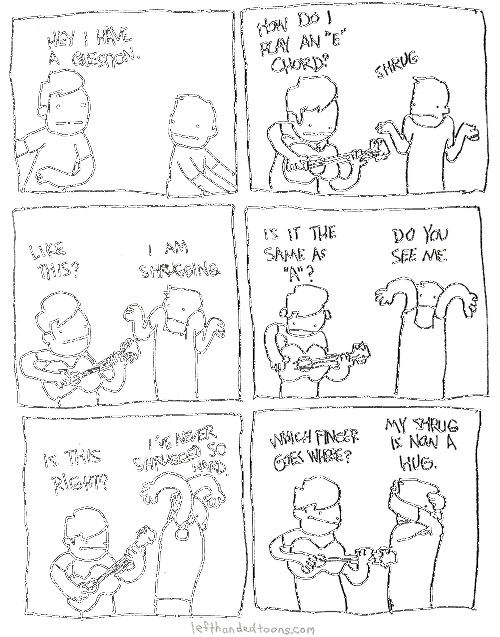 HEY I HAVE
A QUESTION.
HOW DO I
PLAY AN "E"
CHORD?
SHRUG
LIKE
THIS?
I AM
SHRUGGING
IS IT THE
SAME AS
"A"?
DO YOU
SEE ME
IS THIS
RIGHT?
I'VE NEVER
SHRUGGED SO
HARD.
WHICH FINGER
GOES WHERE?
MY SHRUG
IS NOW A
HUG.
lefthandedtoons.com